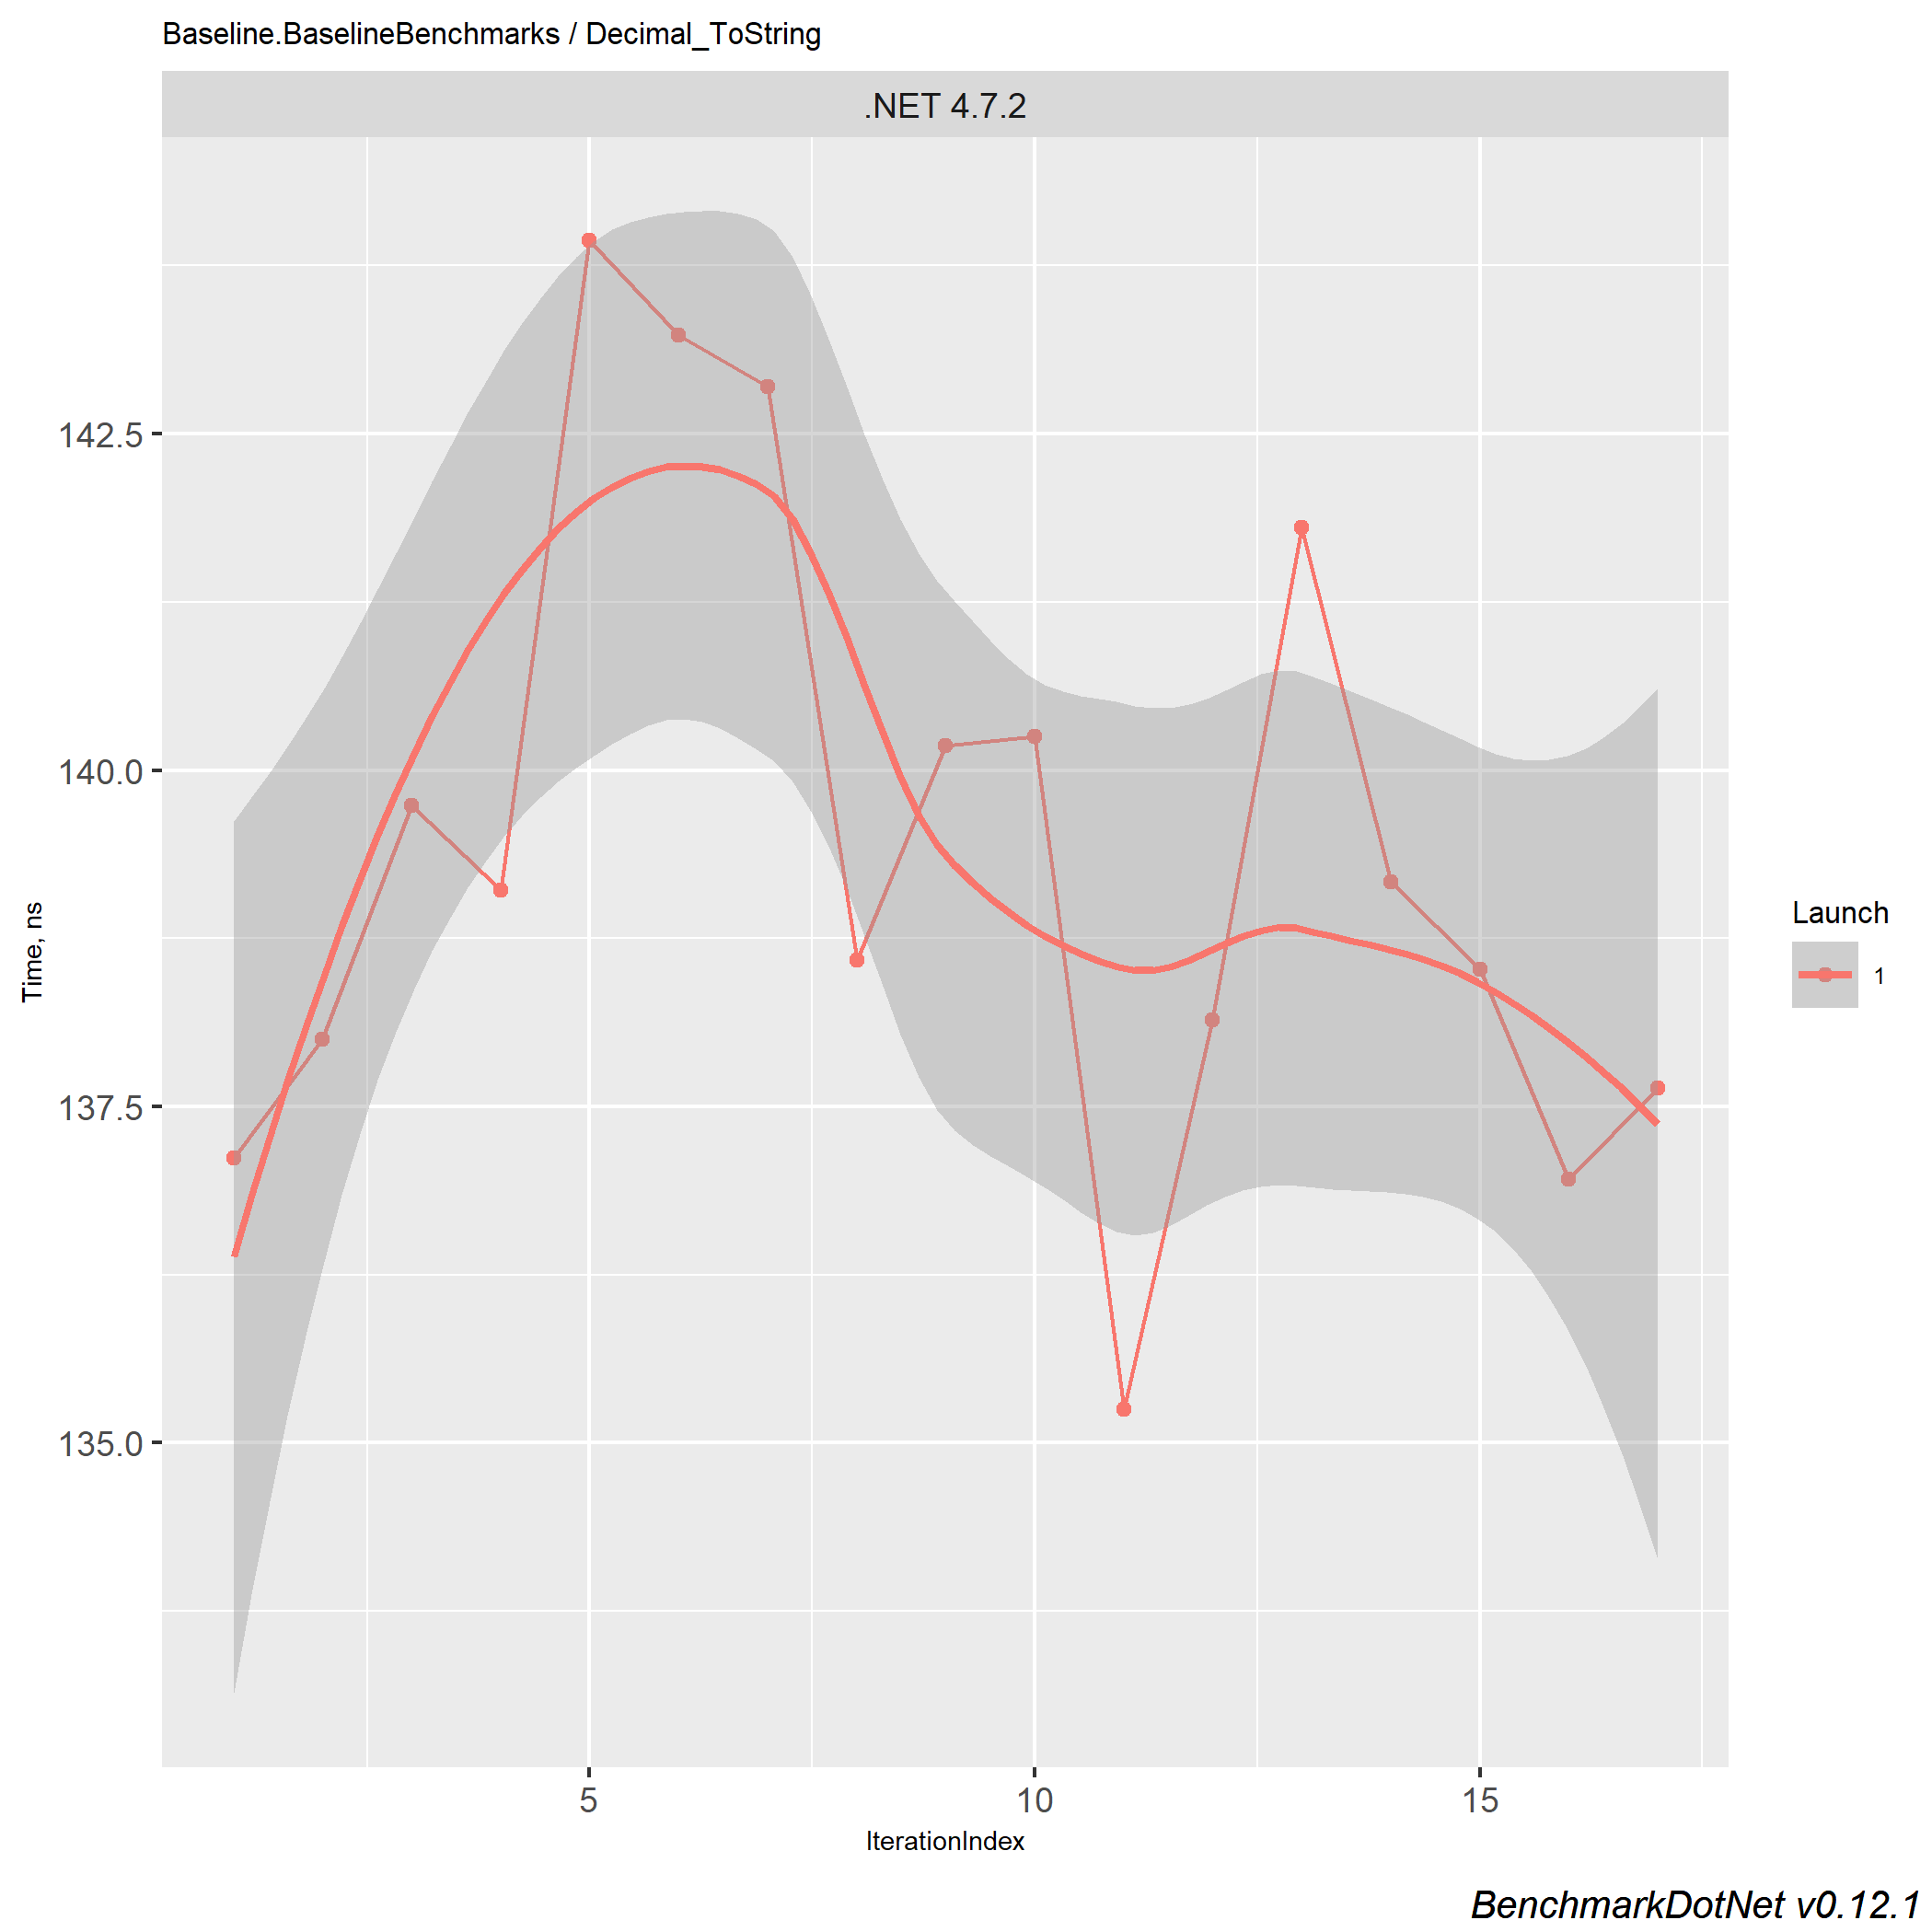 Baseline.BaselineBenchmarks / Decimal_ToString
.NET 4.7.2
142.5
140.0
137.5
135.0
Time, ns
5
10
15
IterationIndex
Launch
1
BenchmarkDotNet v0.12.1